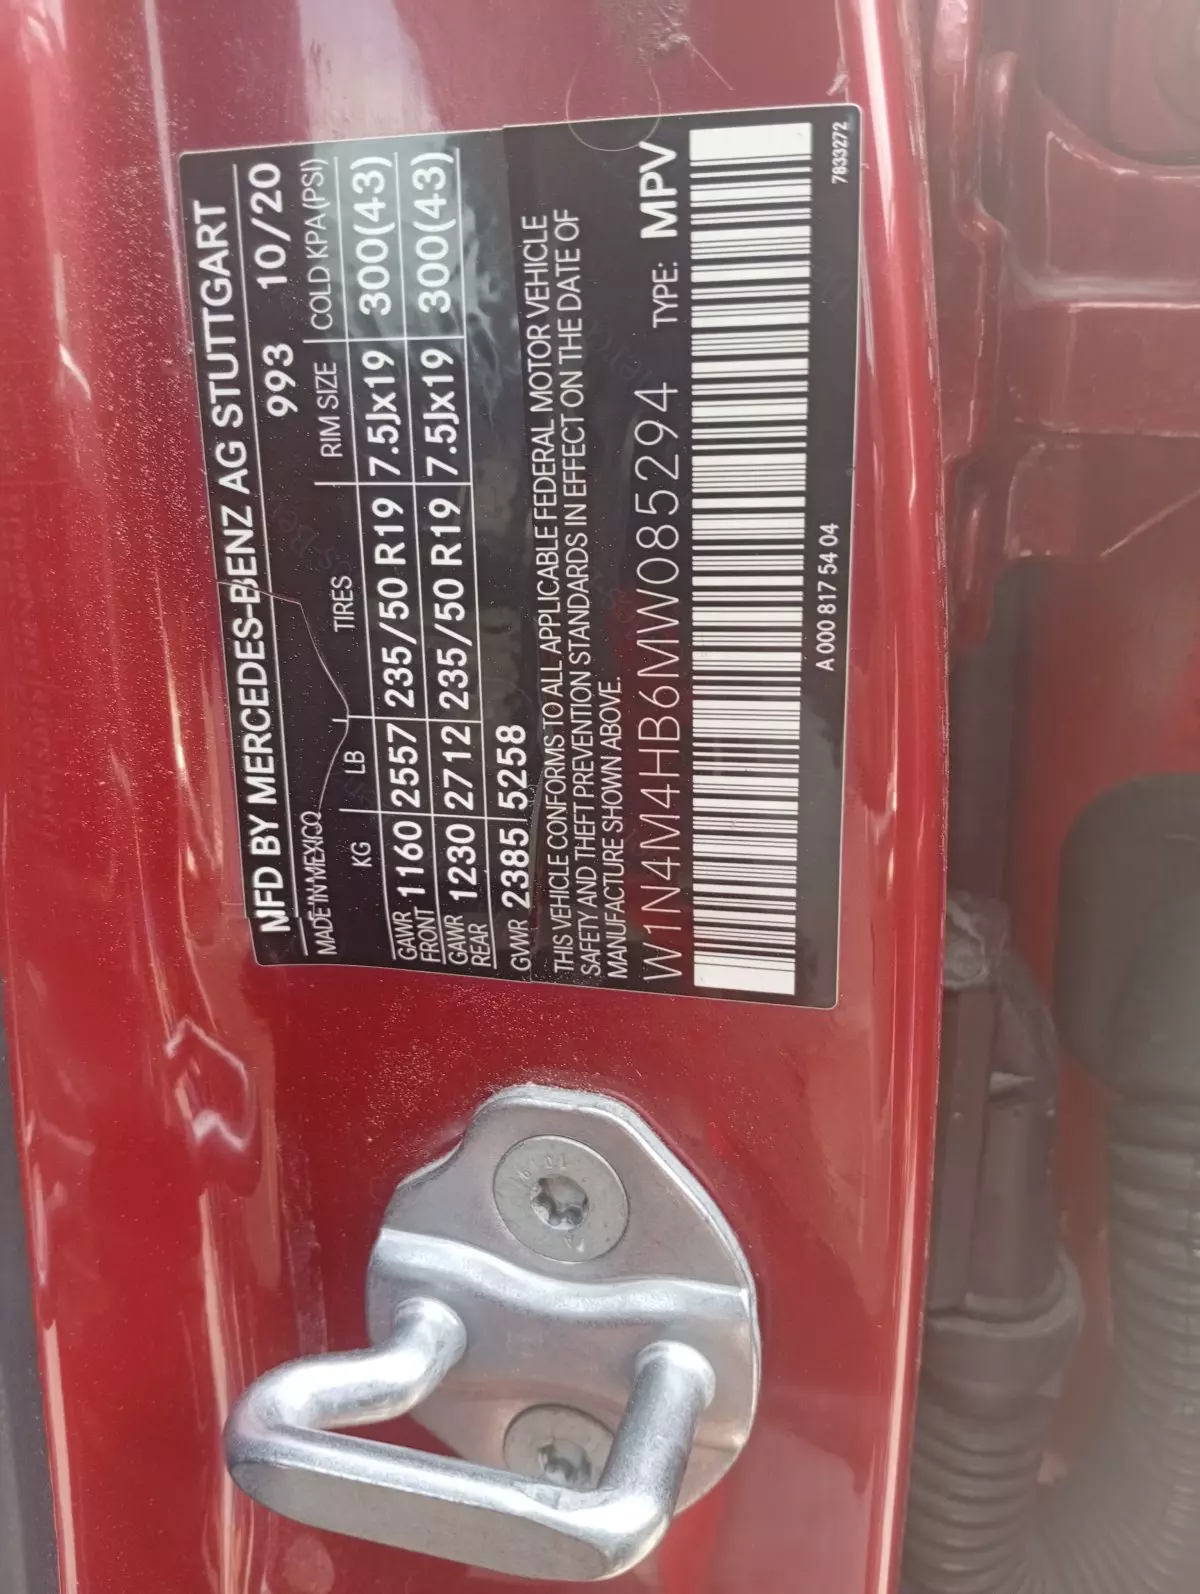 MFD BY MERCEDES-BENZ AG STUTTGART
MADE IN MEXICO 993 10/20
KG LB TIRES RIM SIZE COLD KPA (PSI)
GAWR FRONT 1160 2557 235/50 R19 7.5Jx19 300(43)
GAWR REAR 1230 2712 235/50 R19 7.5Jx19 300(43)
GVWR 2385 5258
THIS VEHICLE CONFORMS TO ALL APPLICABLE FEDERAL MOTOR VEHICLE
SAFETY AND THEFT PREVENTION STANDARDS IN EFFECT ON THE DATE OF
MANUFACTURE SHOWN ABOVE.
W1N4M4HB6MW085294 TYPE: MPV
A 000 817 54 04 7833272